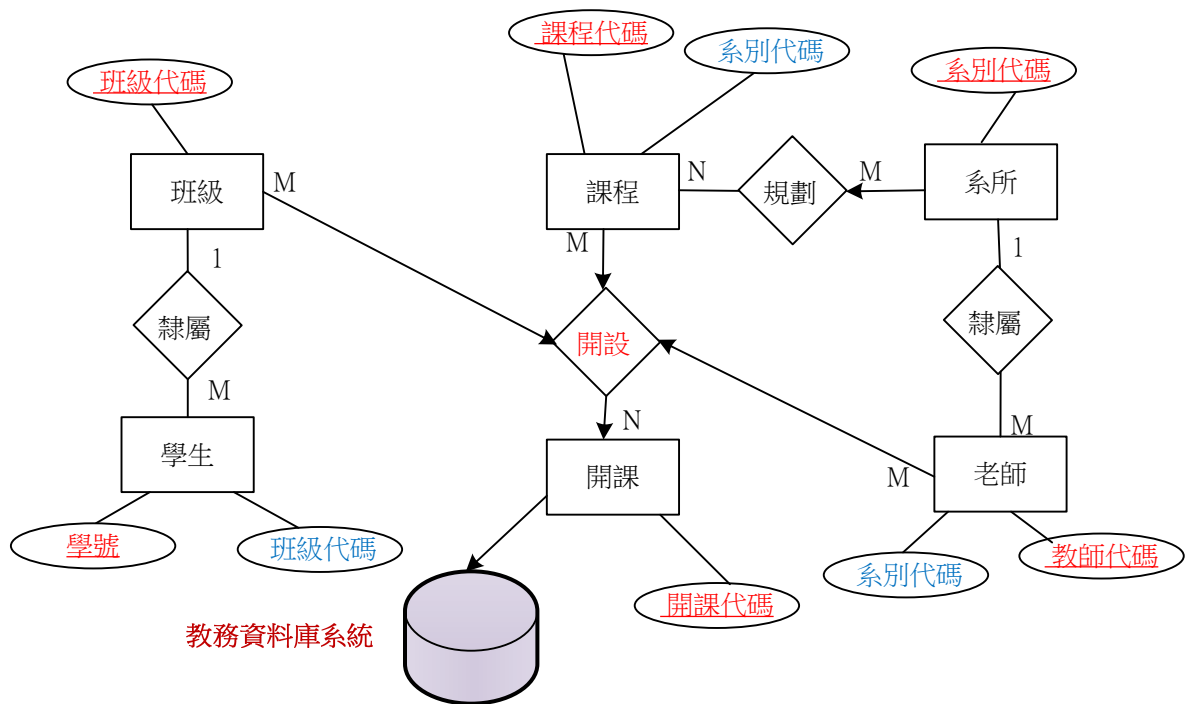 課程代碼
系別代碼
系別代碼
班級代碼
班級
M
課程
N
規劃
M
系所
1
M
1
隸屬
開設
隸屬
M
N
M
學生
開課
M
老師
學號
班級代碼
系別代碼
教師代碼
開課代碼
教務資料庫系統